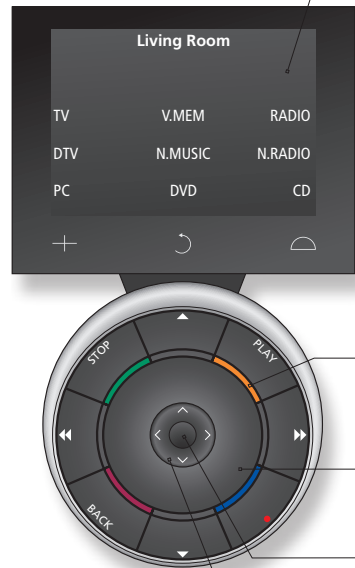 Living Room
TV V.MEM RADIO
DTV N.MUSIC N.RADIO
PC DVD CD
STOP PLAY
BACK